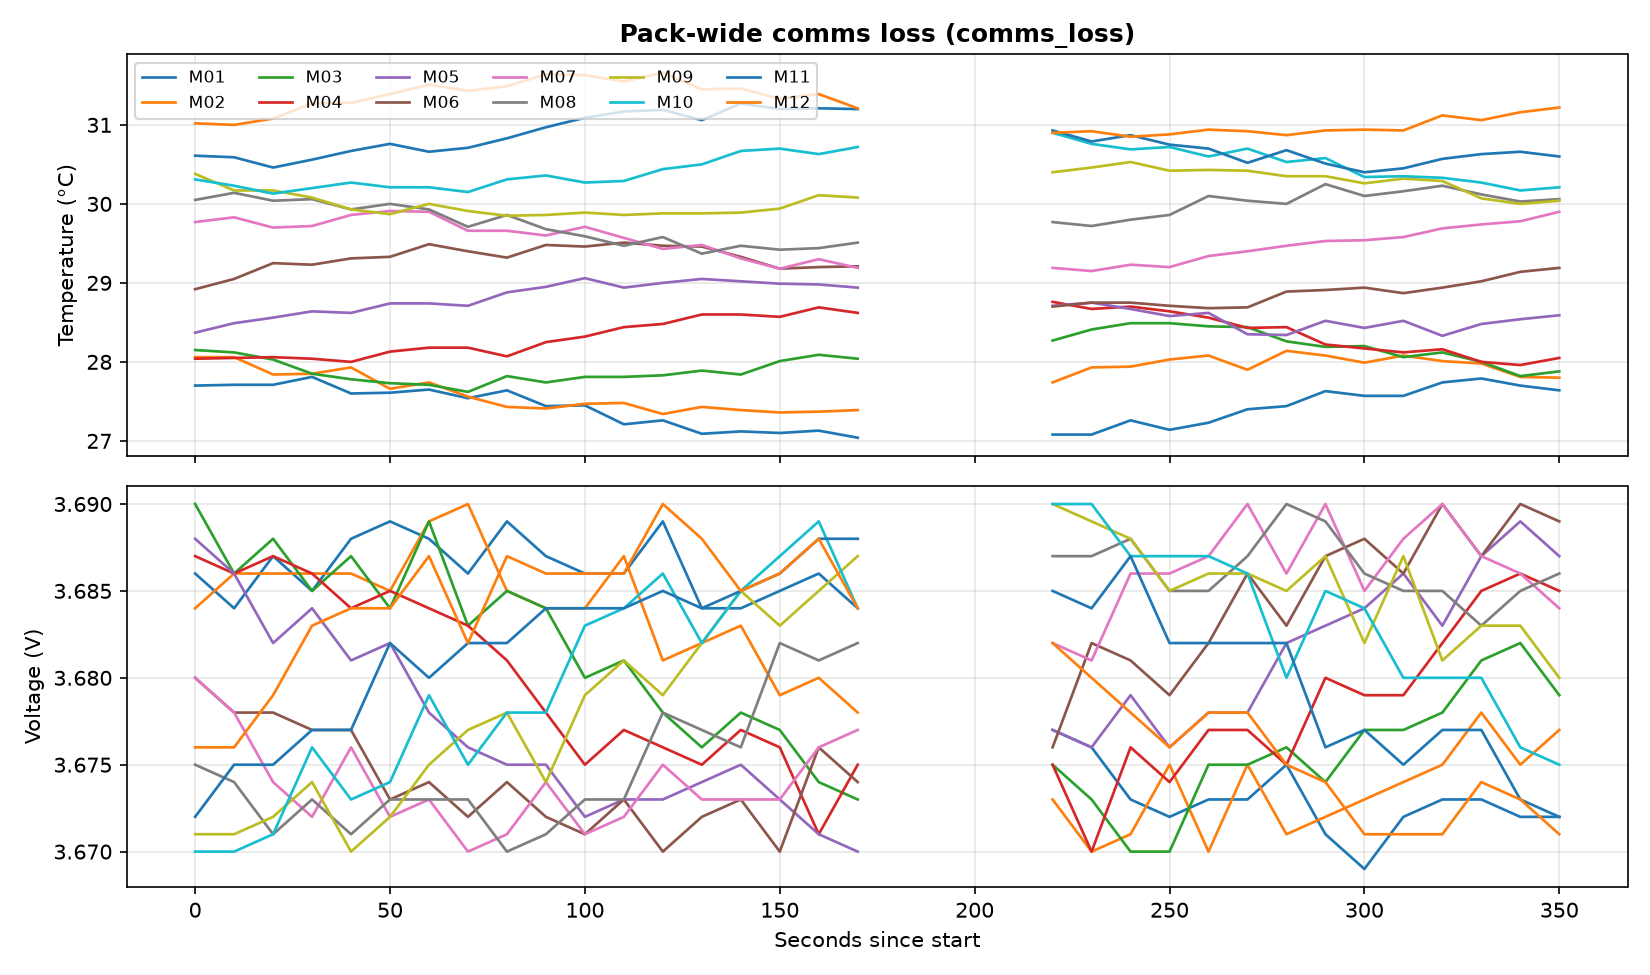 Pack-wide comms loss (comms_loss)
M01 M03 M05 M07 M09 M11
M02 M04 M06 M08 M10 M12
Temperature (°C)
31
30
29
28
27
Voltage (V)
3.690
3.685
3.680
3.675
3.670
0 50 100 150 200 250 300 350
Seconds since start